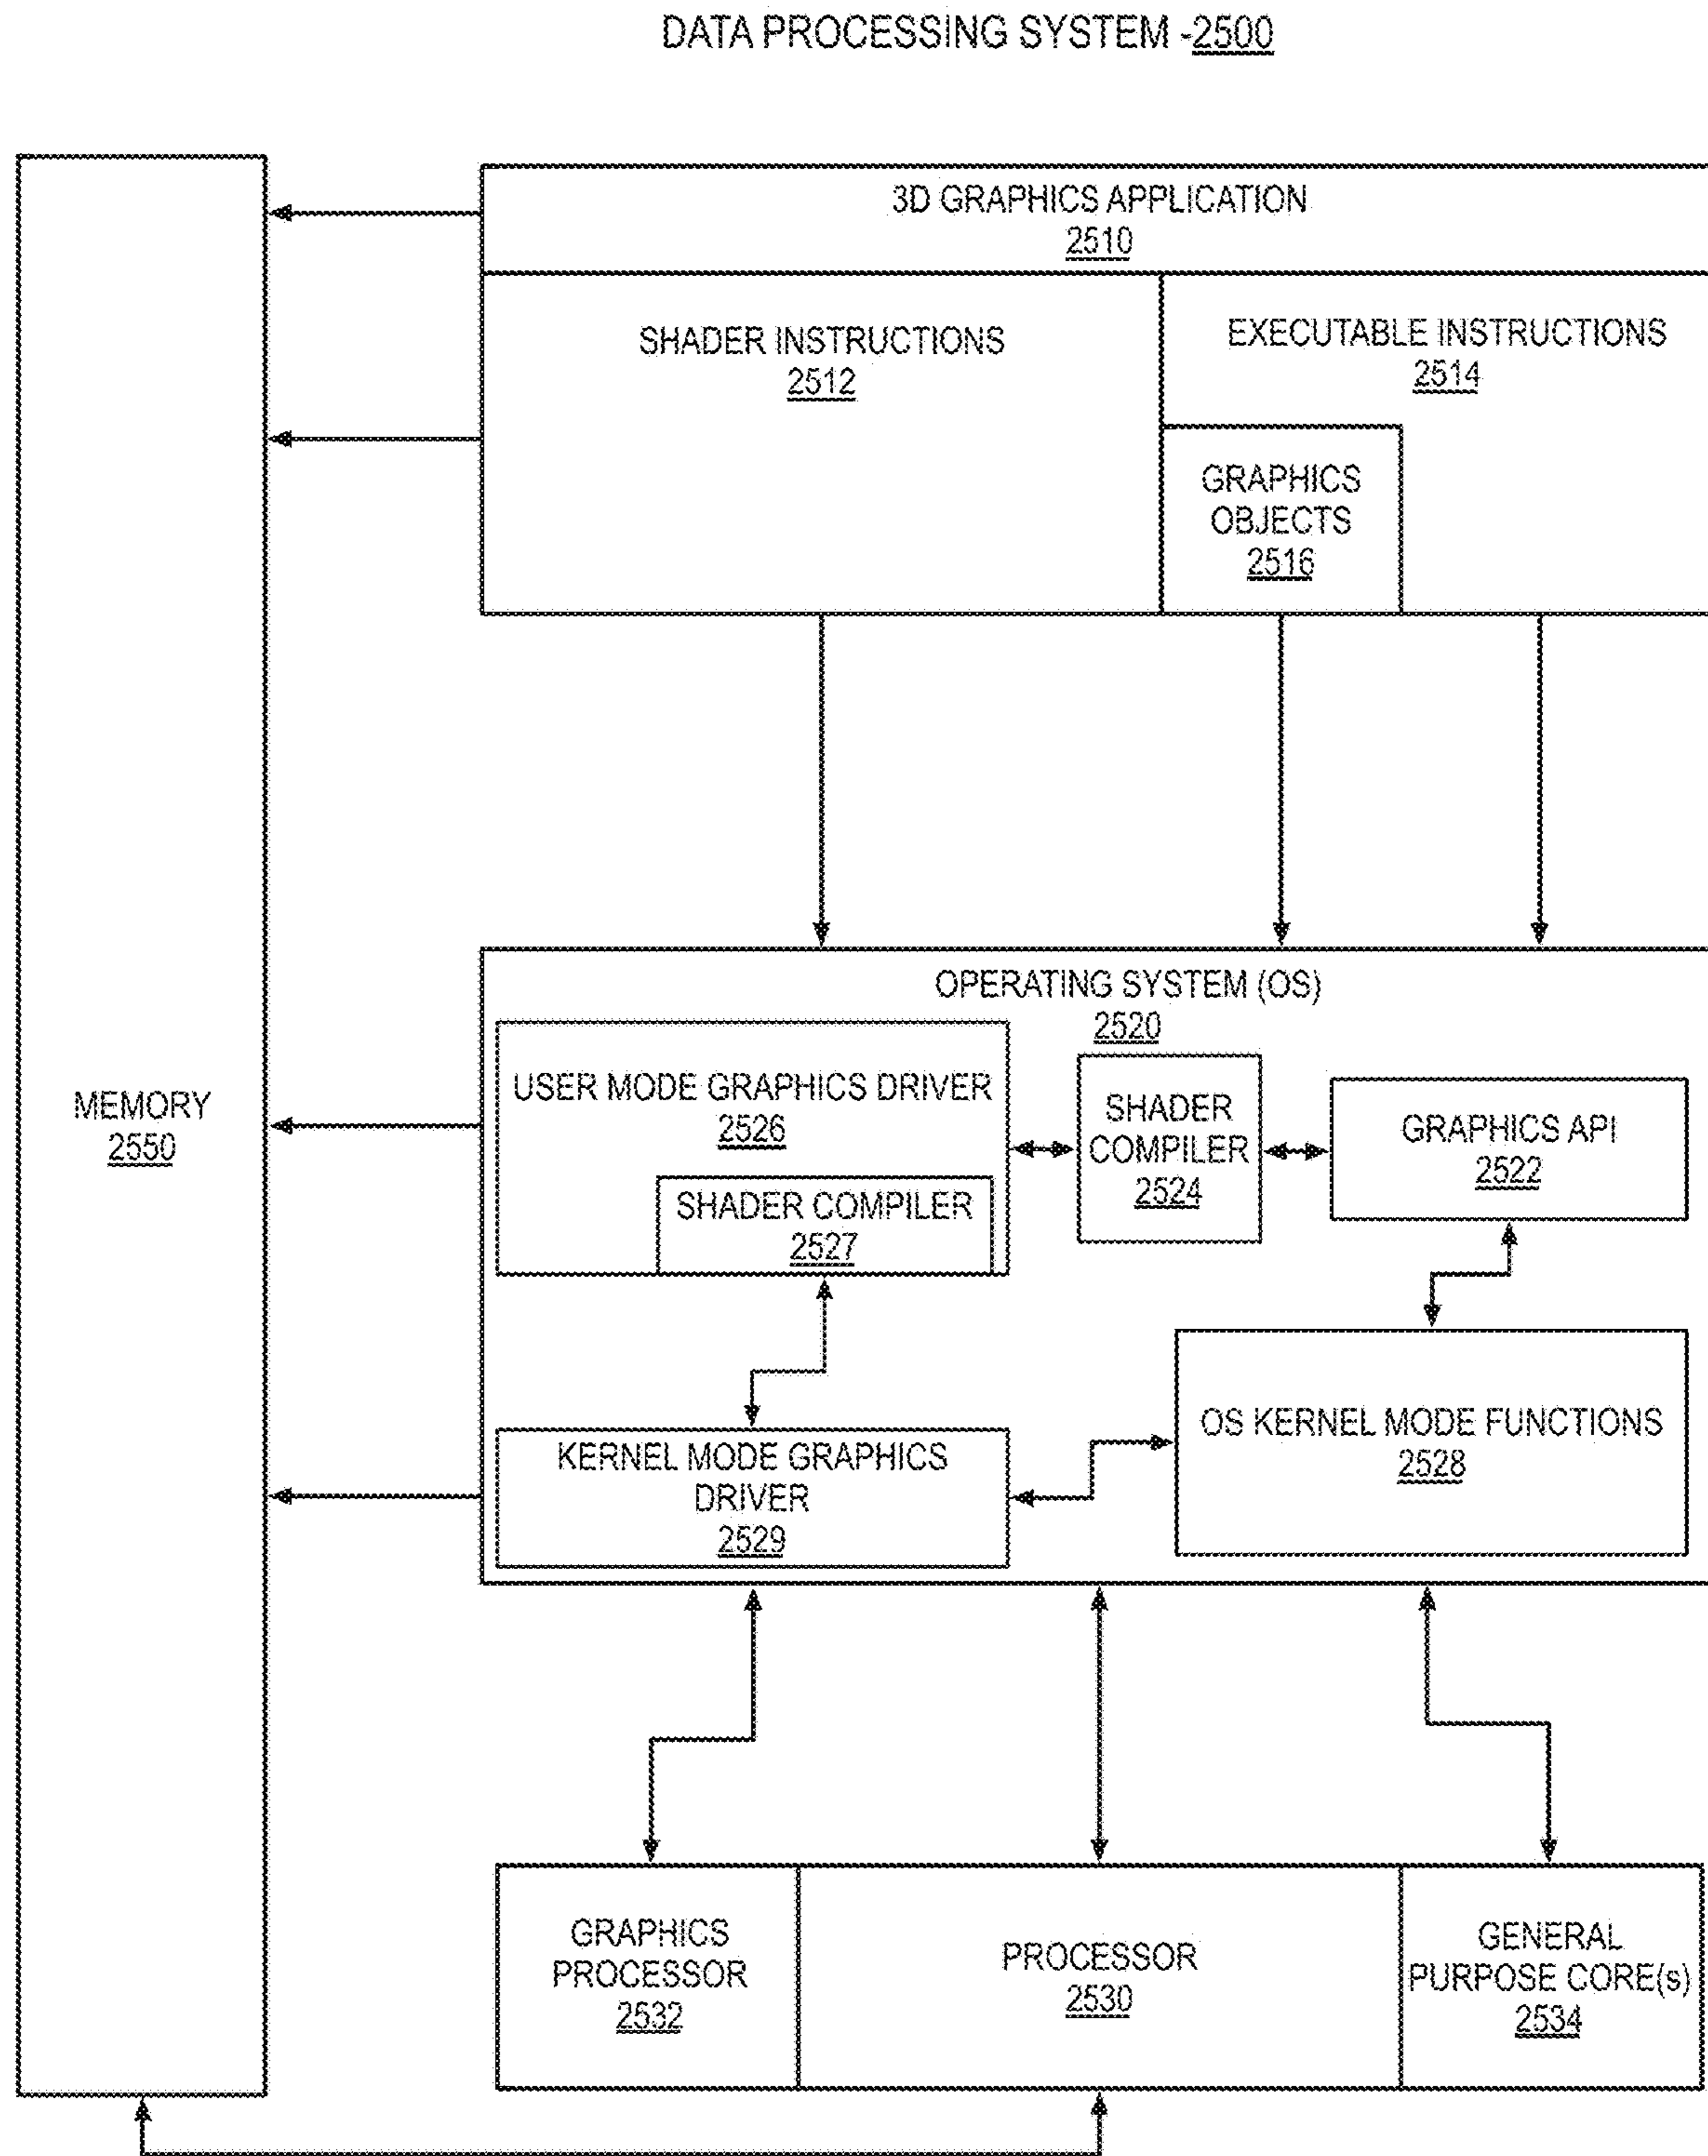 DATA PROCESSING SYSTEM -2500
3D GRAPHICS APPLICATION
2510
SHADER INSTRUCTIONS
2512
EXECUTABLE INSTRUCTIONS
2514
GRAPHICS
OBJECTS
2516
MEMORY
2550
OPERATING SYSTEM (OS)
2520
USER MODE GRAPHICS DRIVER
2526
SHADER COMPILER
2527
SHADER
COMPILER
2524
GRAPHICS API
2522
KERNEL MODE GRAPHICS
DRIVER
2529
OS KERNEL MODE FUNCTIONS
2528
GRAPHICS
PROCESSOR
2532
PROCESSOR
2530
GENERAL
PURPOSE CORE(s)
2534